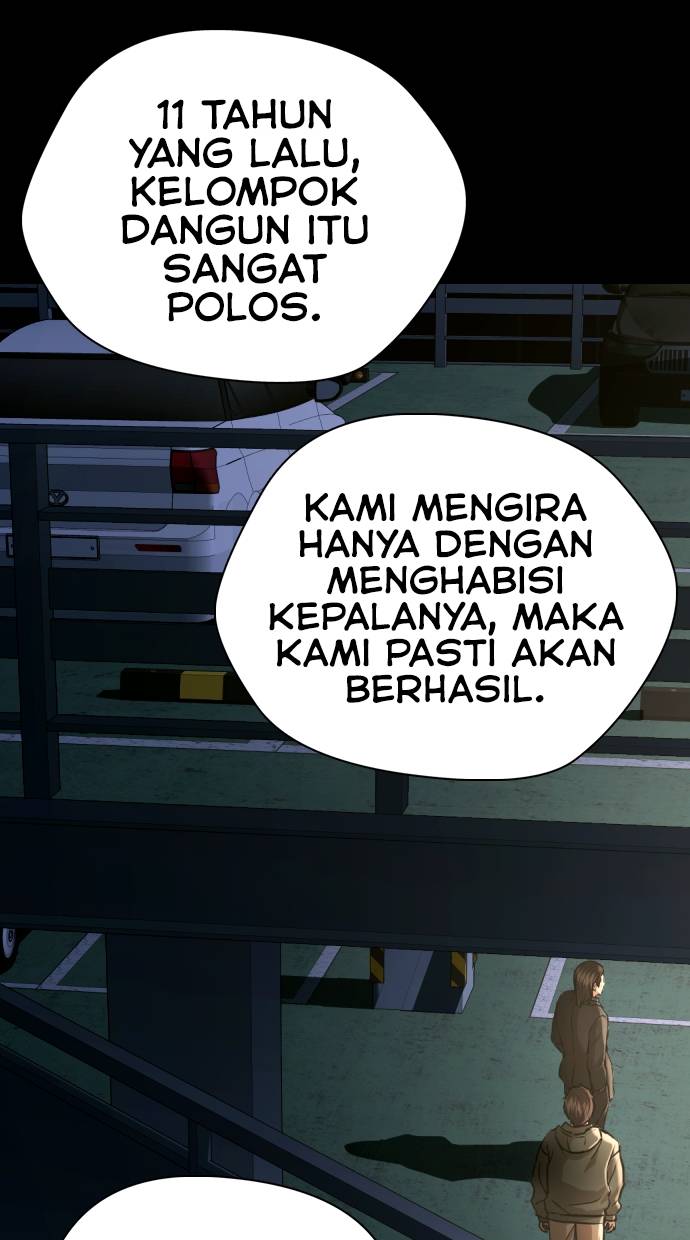 11 TAHUN
YANG LALU,
KELOMPOK
DANGUN ITU
SANGAT
POLOS.
KAMI MENGIRA
HANYA DENGAN
MENGHABISI
KEPALANYA, MAKA
KAMI PASTI AKAN
BERHASIL.